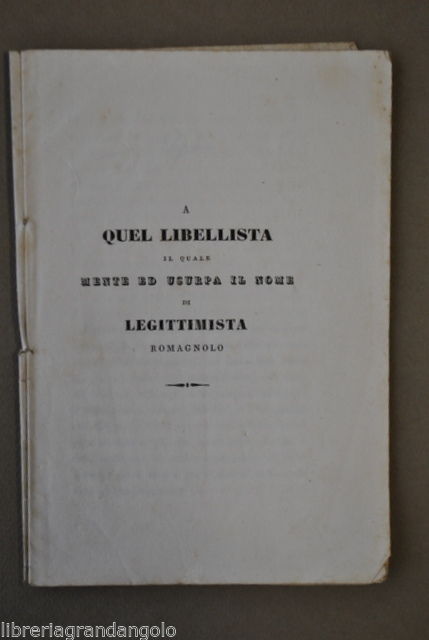 A
QUEL LIBELLISTA
IL QUALE
MENTE ED USURPA IL NOME
DI
LEGITTIMISTA
ROMAGNOLO
libreriagrandangolo